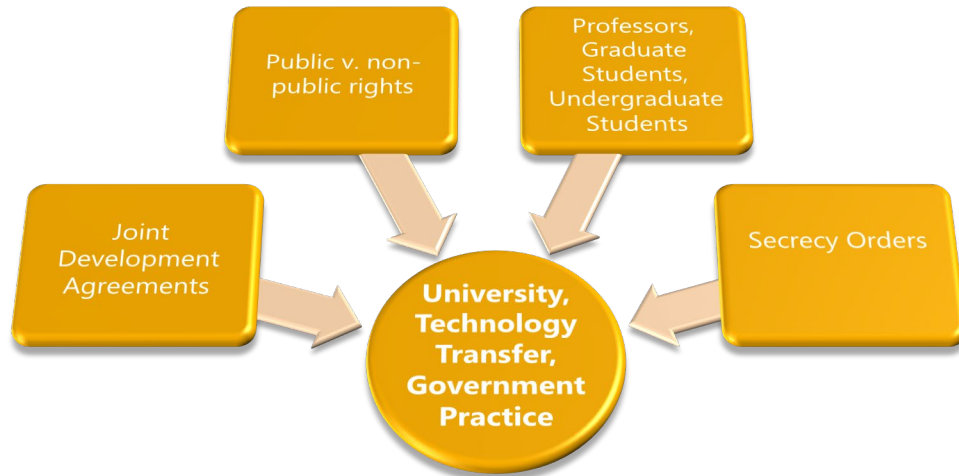 Public v. non-
public rights
Professors,
Graduate
Students,
Undergraduate
Students
Joint
Development
Agreements
Secrecy Orders
University,
Technology
Transfer,
Government
Practice